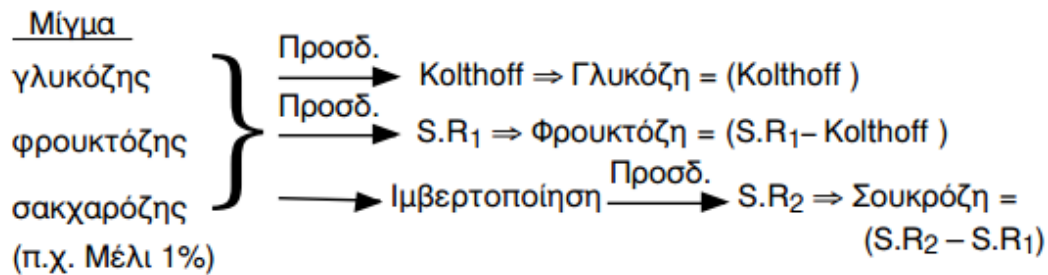 Μίγμα
γλυκόζης
φρουκτόζης
σακχαρόζης
(π.χ. Μέλι 1%)
}
Προσδ.
Kolthoff ⇒ Γλυκόζη = (Kolthoff )
Προσδ.
S.R₁ ⇒ Φρουκτόζη = (S.R₁– Kolthoff )
Ιμβερτοποίηση Προσδ. S.R₂ ⇒ Σουκρόζη =
(S.R₂ – S.R₁)